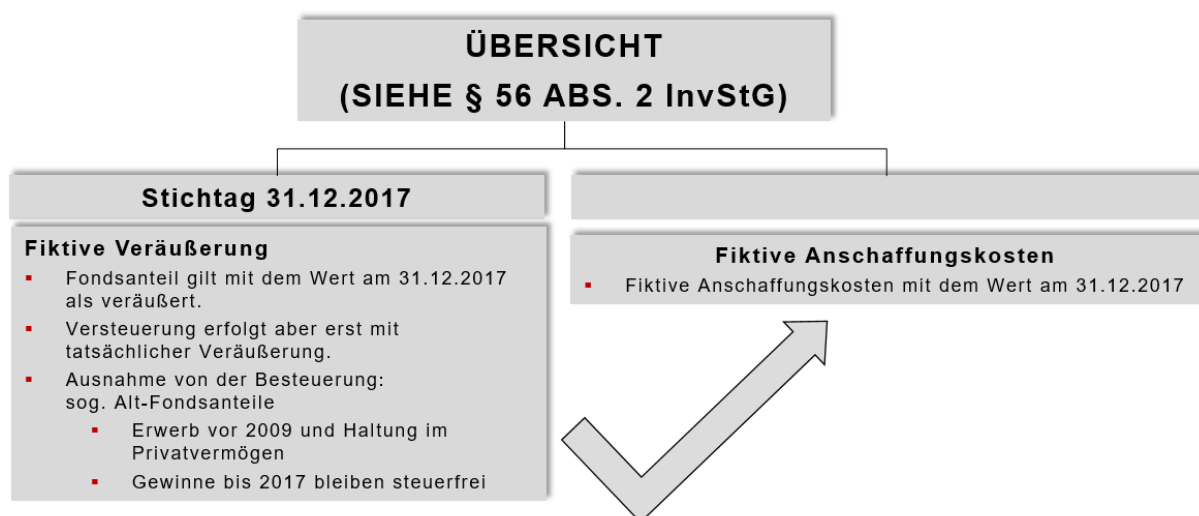 ÜBERSICHT
(SIEHE § 56 ABS. 2 InvStG)
Stichtag 31.12.2017
Fiktive Veräußerung
▪ Fondsanteil gilt mit dem Wert am 31.12.2017
als veräußert.
▪ Versteuerung erfolgt aber erst mit
tatsächlicher Veräußerung.
▪ Ausnahme von der Besteuerung:
sog. Alt-Fondsanteile
▪ Erwerb vor 2009 und Haltung im
Privatvermögen
▪ Gewinne bis 2017 bleiben steuerfrei
Fiktive Anschaffungskosten
▪ Fiktive Anschaffungskosten mit dem Wert am 31.12.2017